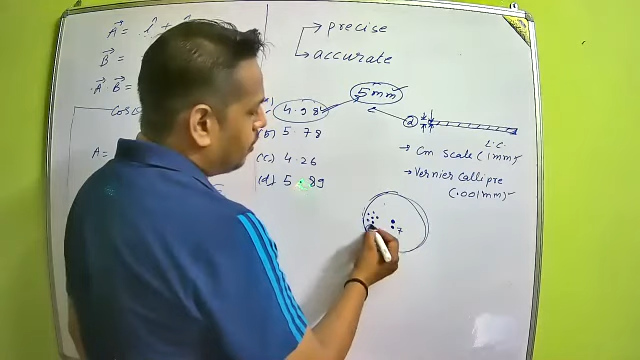 → precise
→ accurate
5mm
4.98
(b) 5.78
(c) 4.26
(d) 5.89
d
L.C.
→ Cm scale (1mm)
→ Vernier Callipre
(.001mm)
A =
B =
A B =
A =